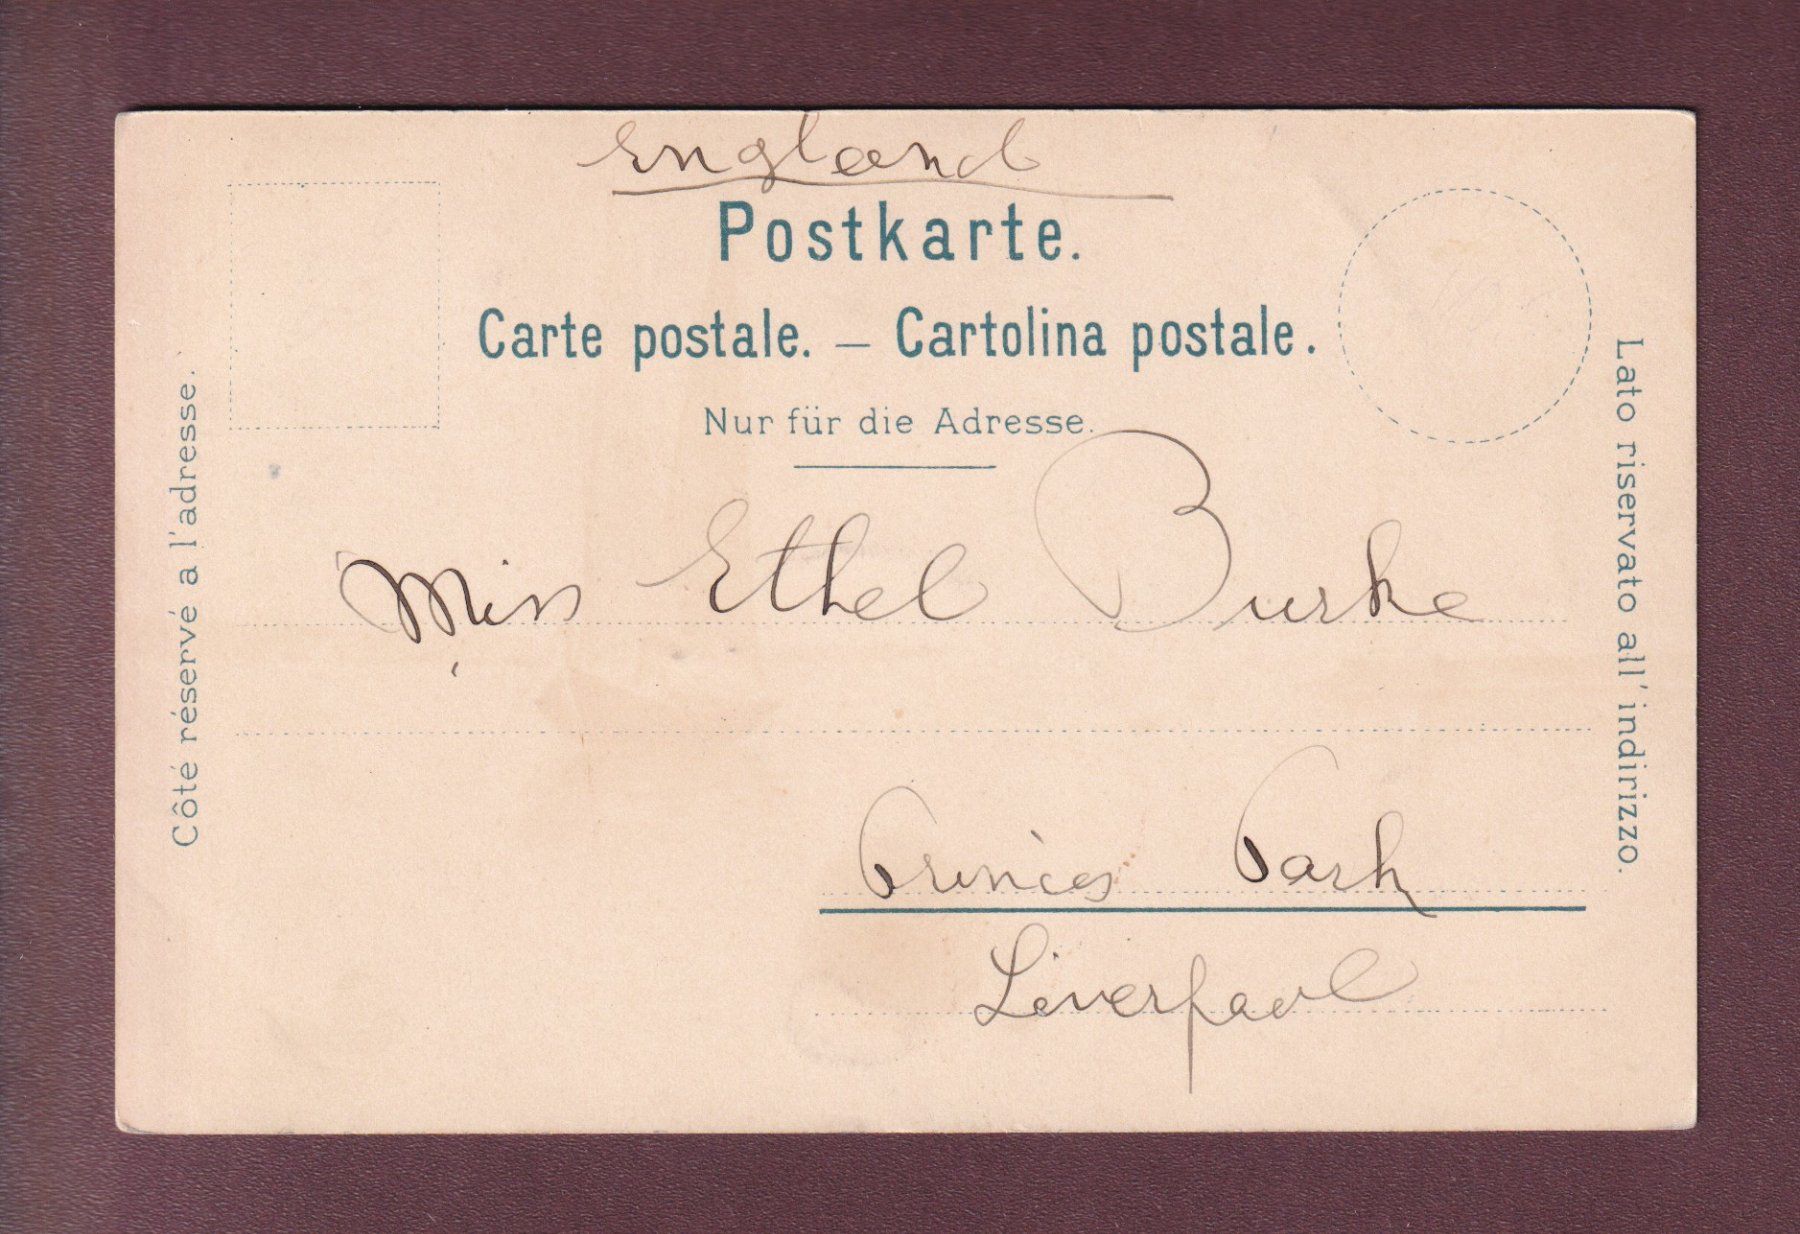 England
Postkarte.
Carte postale. — Cartolina postale.
Nur für die Adresse.
Côté réservé a l'adresse.
Lato riservato all' indirizzo.
Miss Ethel Burke
Princes Park
Liverpool